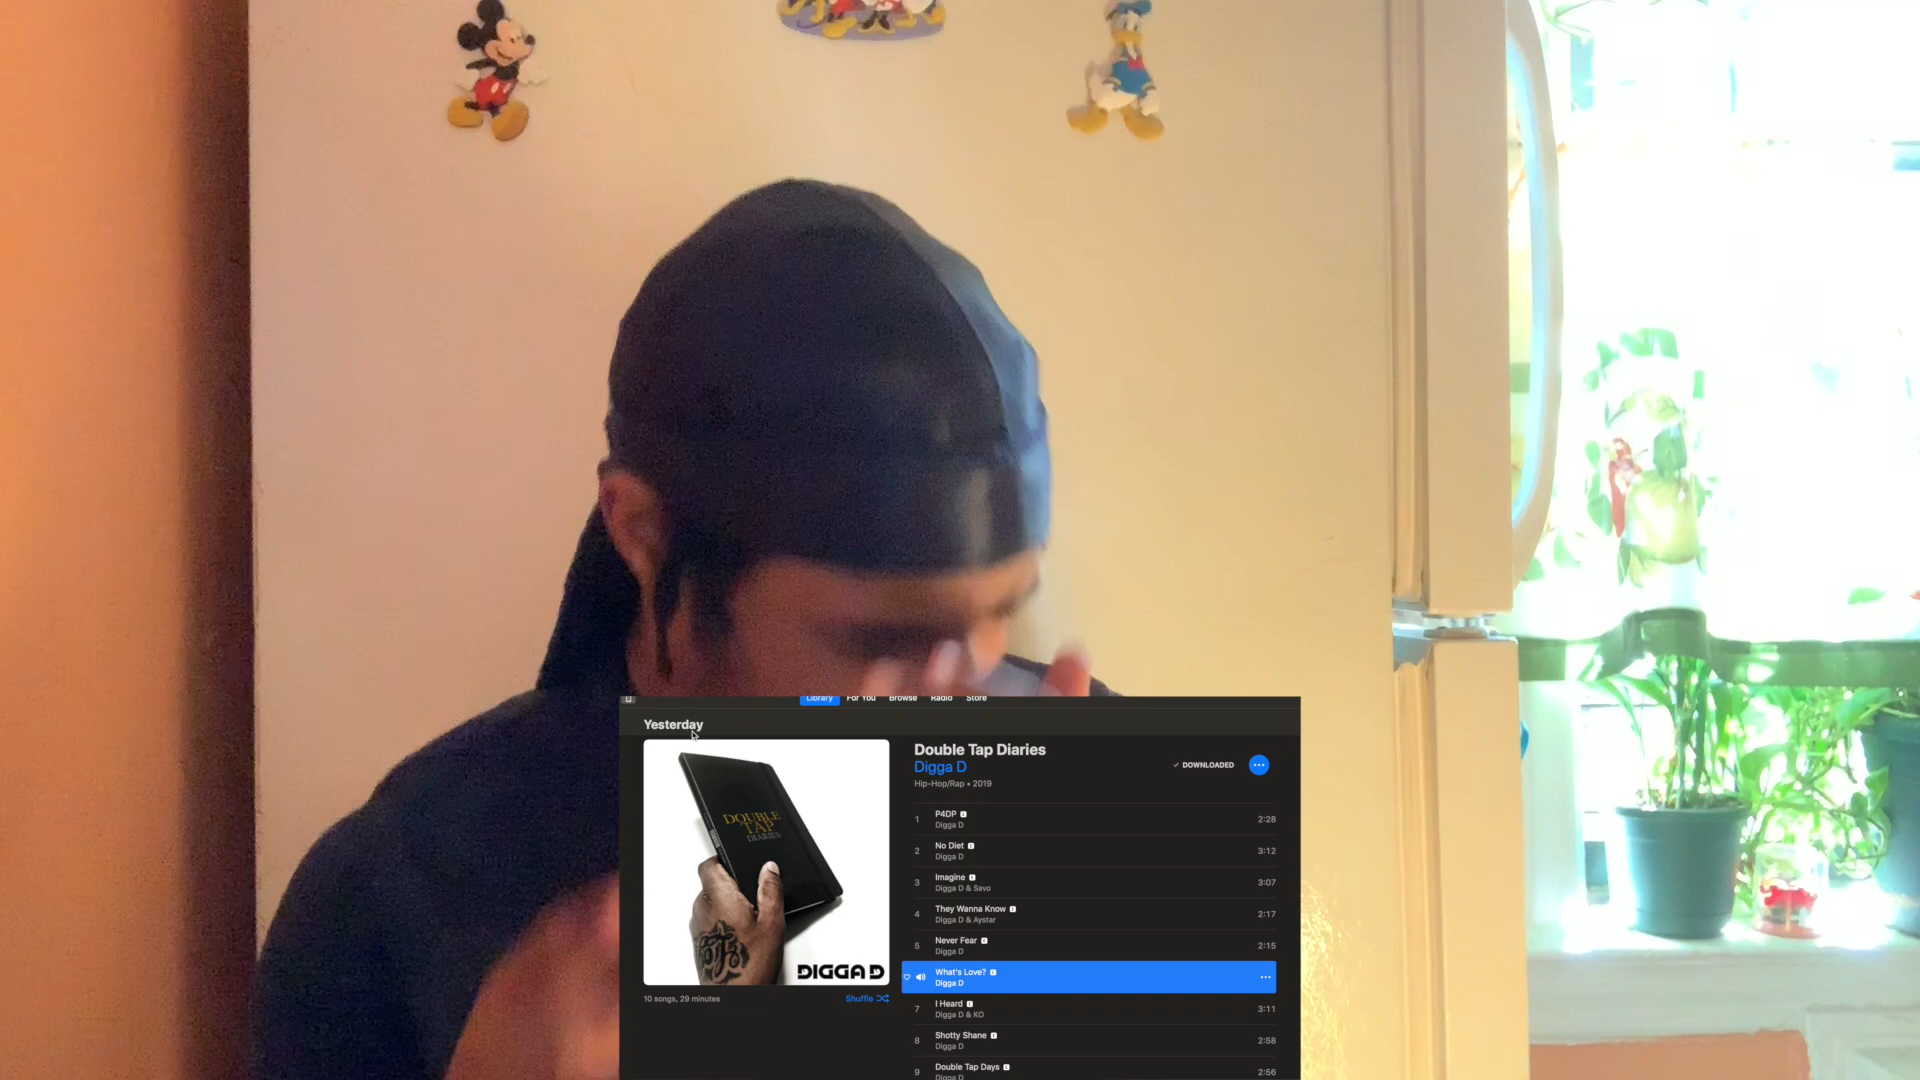 Library For You Browse Radio Store
Yesterday
DOUBLE
TAP
DIARIES
DIGGA D
10 songs, 29 minutes
Shuffle
Double Tap Diaries
Digga D
Hip-Hop/Rap • 2019
DOWNLOADED
1 P4DP E 2:28
Digga D
2 No Diet E 3:12
Digga D
3 Imagine E 3:07
Digga D & Savo
4 They Wanna Know E 2:17
Digga D & Aystar
5 Never Fear E 2:15
Digga D
What's Love? E
Digga D
7 I Heard E 3:11
Digga D & KO
8 Shotty Shane E 2:58
Digga D
9 Double Tap Days E 2:56
Digga D